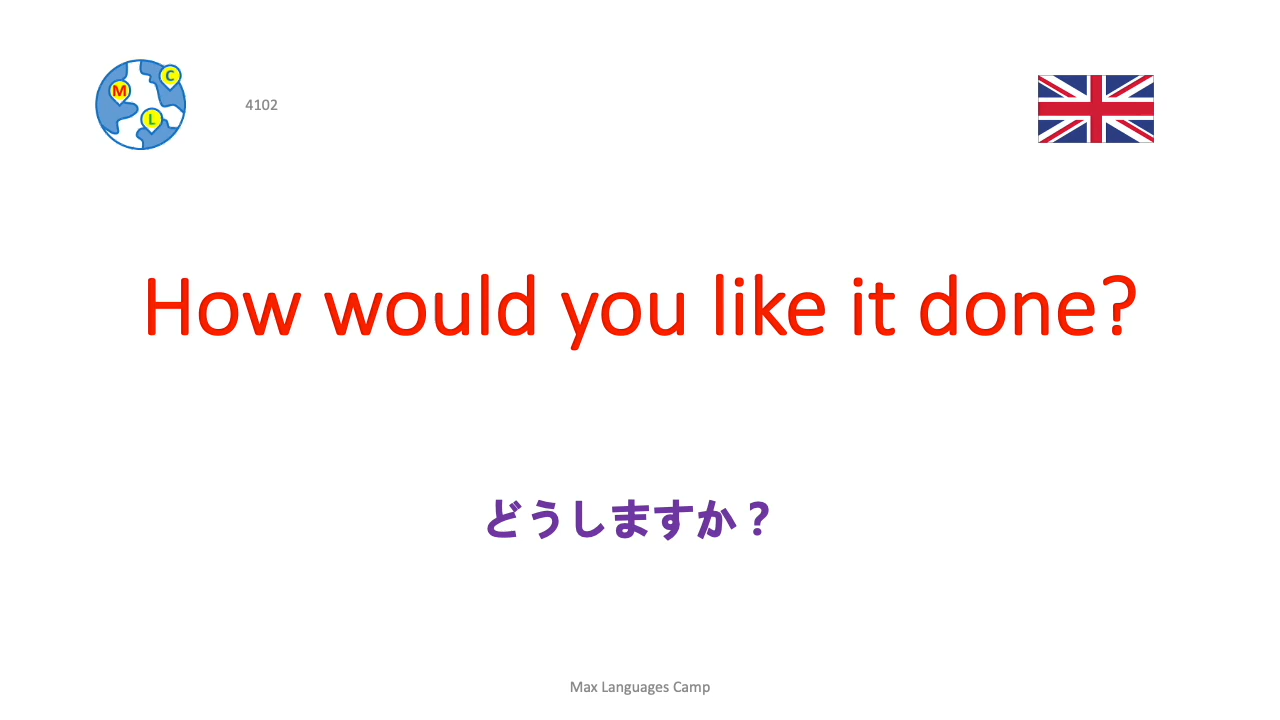 M
C
L
4102
How would you like it done?
どうしますか？
Max Languages Camp